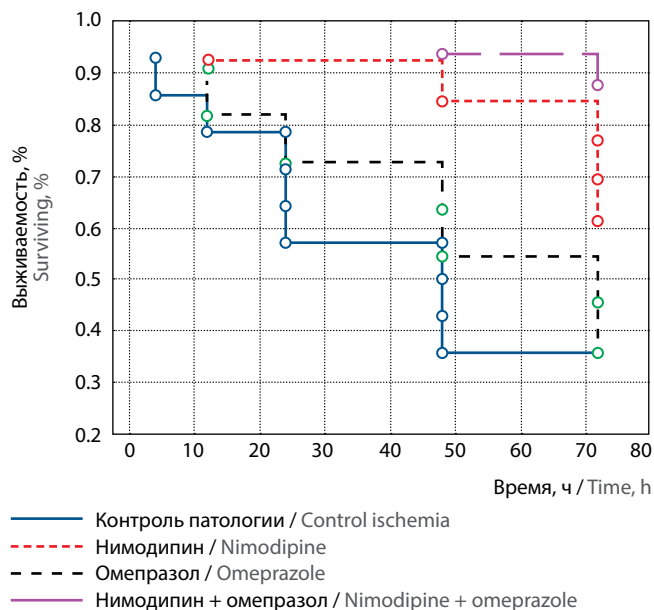 1.0
0.9
0.8
0.7
0.6
0.5
0.4
0.3
0.2
Выживаемость, %
Surviving, %
0 10 20 30 40 50 60 70 80
Время, ч / Time, h
Контроль патологии / Control ischemia
Нимодипин / Nimodipine
Омепразол / Omeprazole
Нимодипин + омепразол / Nimodipine + omeprazole